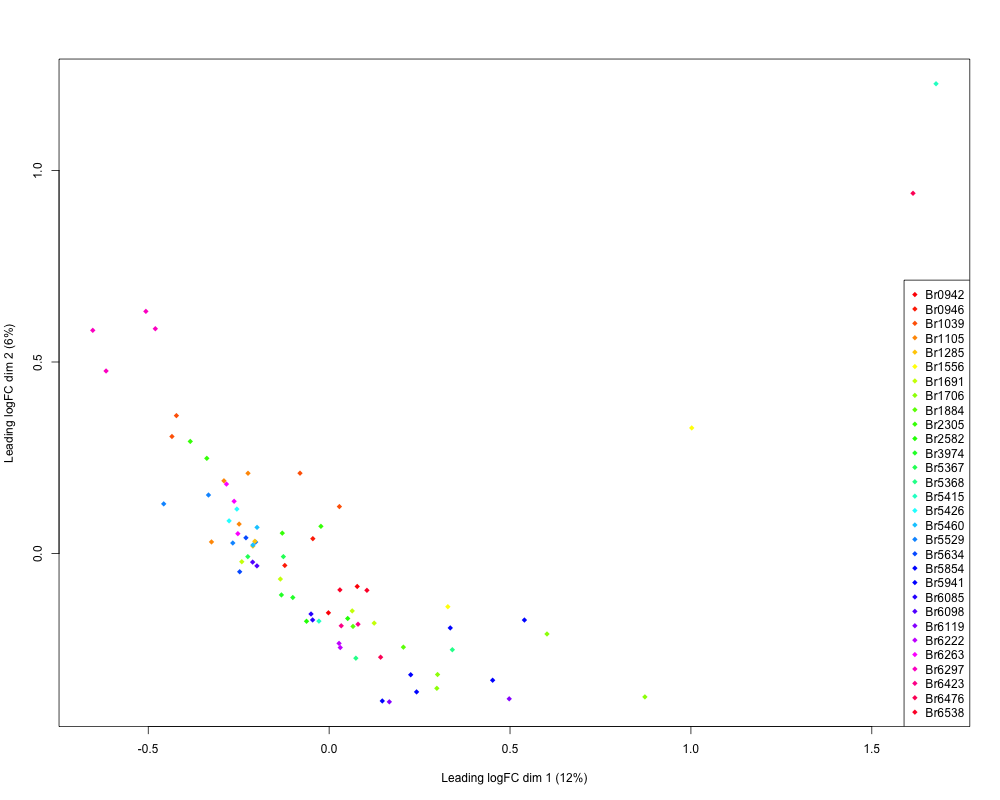 1.0
0.5
0.0
Leading logFC dim 2 (6%)
Br0942
Br0946
Br1039
Br1105
Br1285
Br1556
Br1691
Br1706
Br1884
Br2305
Br2582
Br3974
Br5367
Br5368
Br5415
Br5426
Br5460
Br5529
Br5634
Br5854
Br5941
Br6085
Br6098
Br6119
Br6222
Br6263
Br6297
Br6423
Br6476
Br6538
-0.5
0.0
0.5
1.0
1.5
Leading logFC dim 1 (12%)